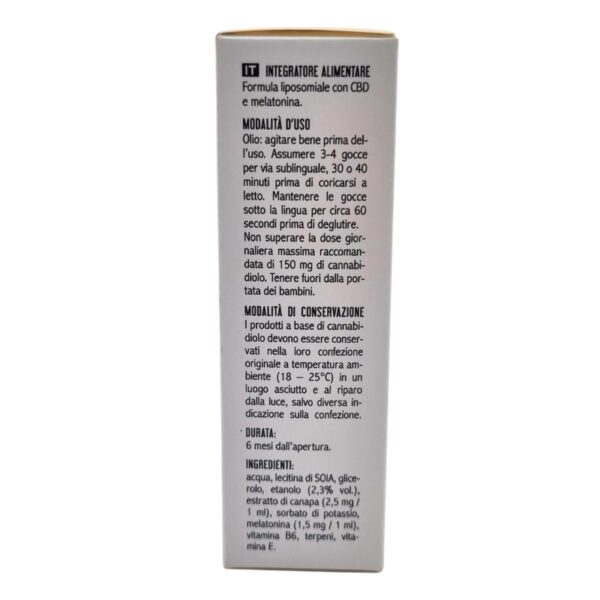 IT INTEGRATORE ALIMENTARE
Formula liposomiale con CBD
e melatonina.
MODALITÀ D'USO
Olio: agitare bene prima del-
l'uso. Assumere 3-4 gocce
per via sublinguale, 30 o 40
minuti prima di coricarsi a
letto. Mantenere le gocce
sotto la lingua per circa 60
secondi prima di deglutire.
Non superare la dose gior-
naliera massima raccoman-
data di 150 mg di cannabi-
diolo. Tenere fuori dalla por-
tata dei bambini.
MODALITÀ DI CONSERVAZIONE
I prodotti a base di cannabi-
diolo devono essere conser-
vati nella loro confezione
originale a temperatura am-
biente (18 – 25°C) in un
luogo asciutto e al riparo
dalla luce, salvo diversa in-
dicazione sulla confezione.
DURATA:
6 mesi dall'apertura.
INGREDIENTI:
acqua, lecitina di SOIA, glice-
rolo, etanolo (2,3% vol.),
estratto di canapa (2,5 mg /
1 ml), sorbato di potassio,
melatonina (1,5 mg / 1 ml),
vitamina B6, terpeni, vita-
mina E.